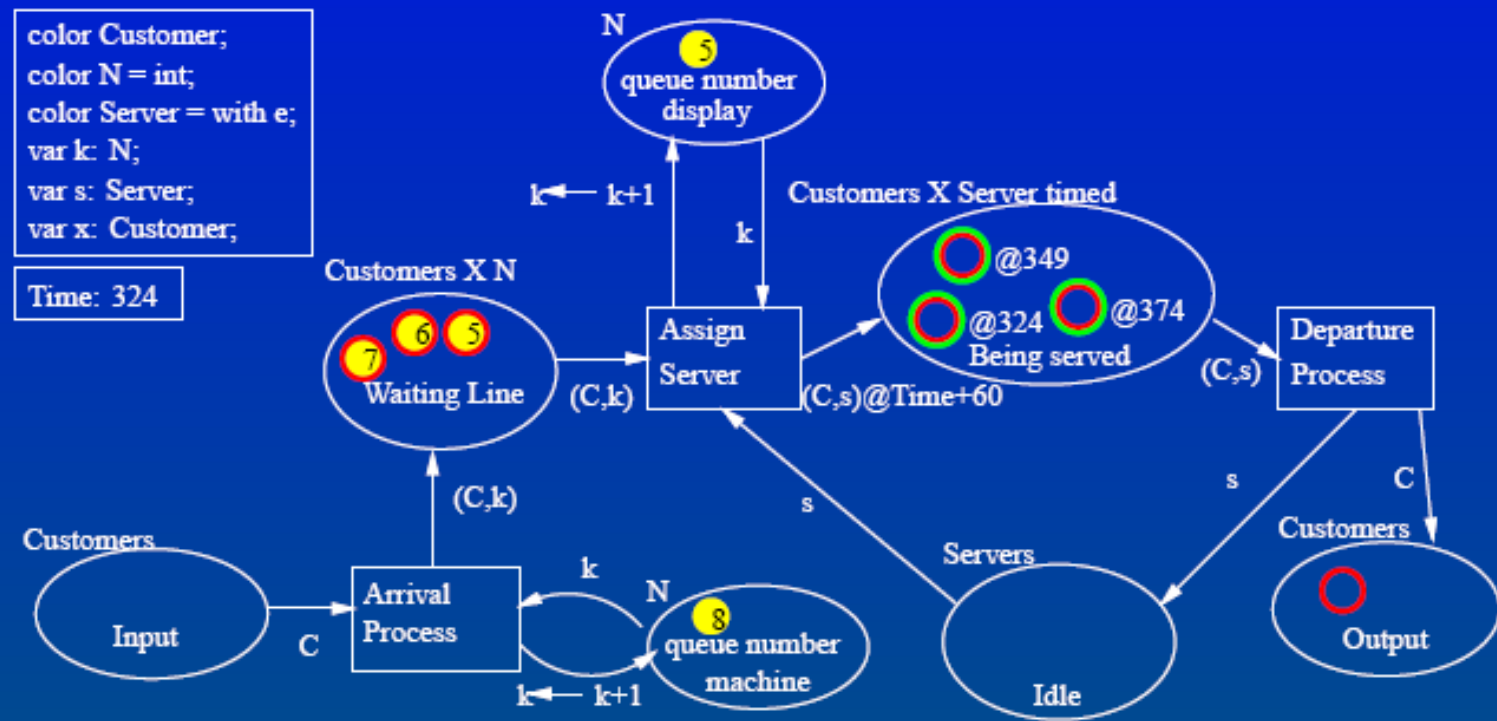 color Customer;
color N = int;
color Server = with e;
var k: N;
var s: Server;
var x: Customer;
Time: 324
N
5
queue number
display
k ← k+1
k
Customers X Server timed
@349
@324
@374
Being served
Customers X N
7
6
5
Waiting Line
(C,k)
Assign
Server
(C,s)@Time+60
(C,s)
Departure
Process
(C,k)
s
s
C
Customers
Input
C
Arrival
Process
k
k ← k+1
N
8
queue number
machine
Servers
Idle
Customers
Output